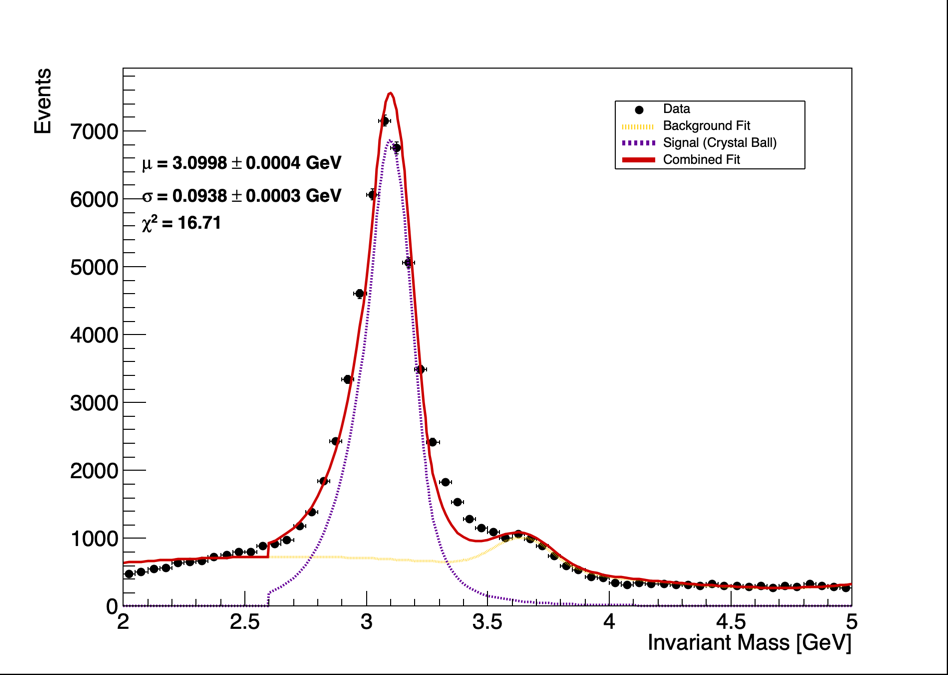 Events
7000
6000
5000
4000
3000
2000
1000
0
μ = 3.0998 ± 0.0004 GeV
σ = 0.0938 ± 0.0003 GeV
χ² = 16.71
Data
Background Fit
Signal (Crystal Ball)
Combined Fit
2 2.5 3 3.5 4 4.5 5
Invariant Mass [GeV]